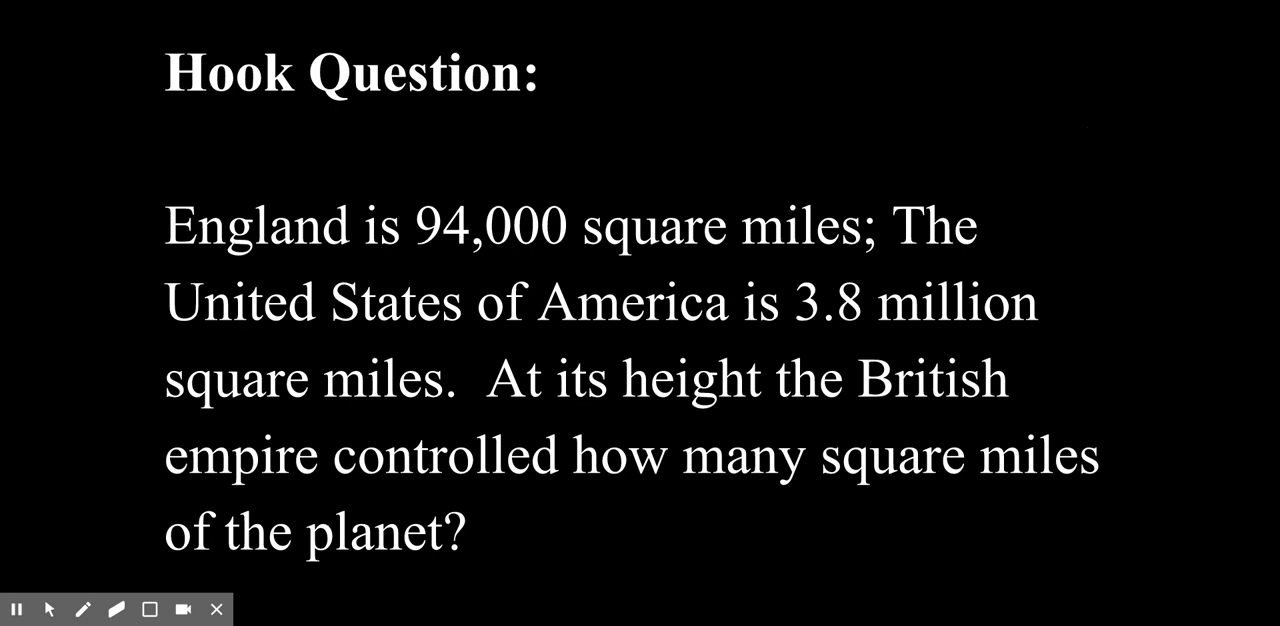 Hook Question:
England is 94,000 square miles; The
United States of America is 3.8 million
square miles.  At its height the British
empire controlled how many square miles
of the planet?